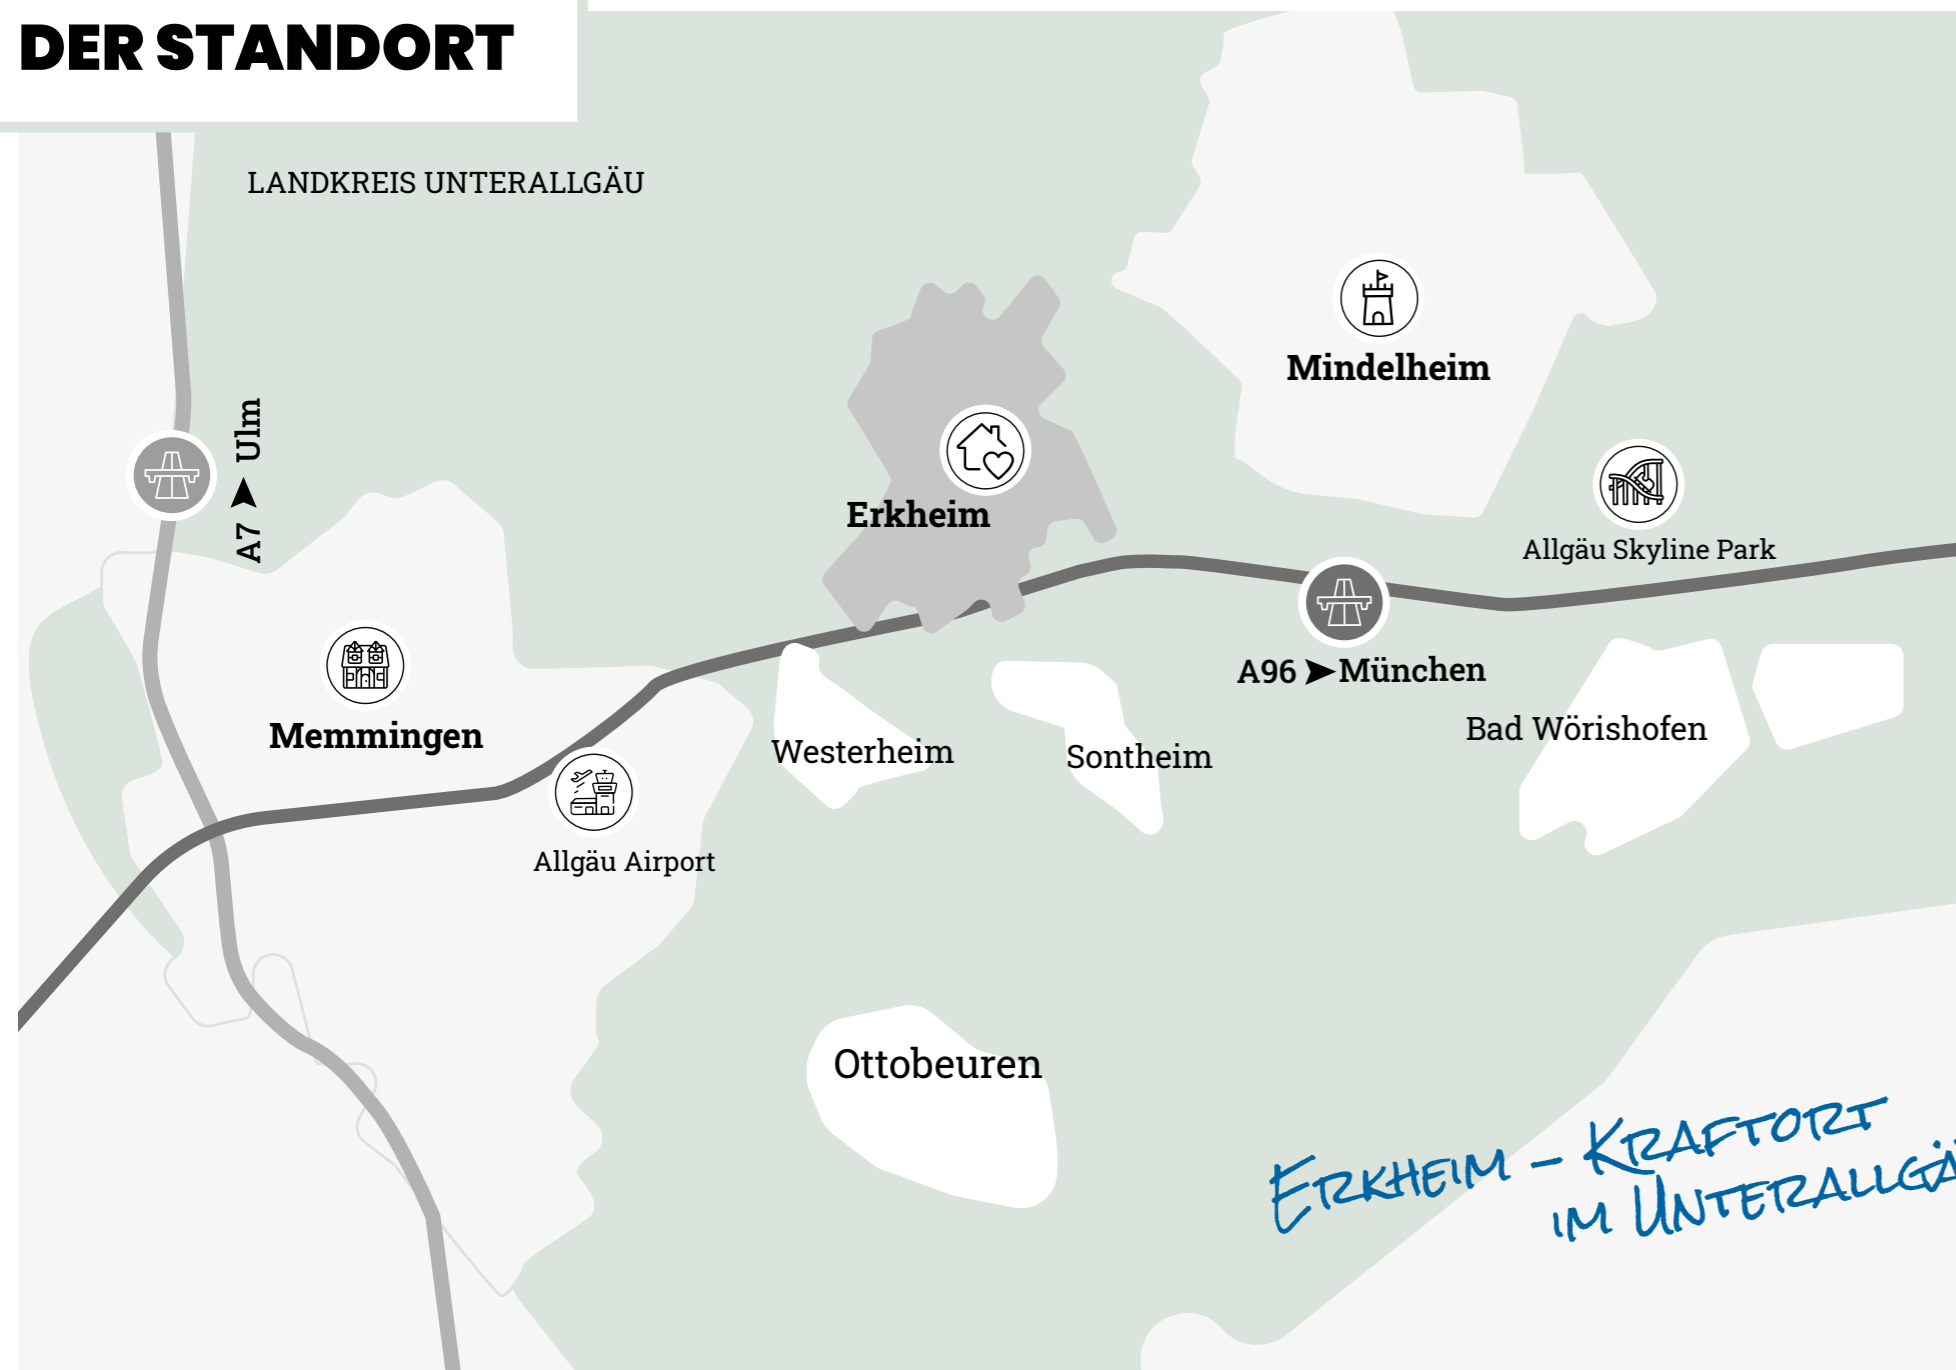 DER STANDORT
LANDKREIS UNTERALLGÄU
Mindelheim
A7 ➤ Ulm
Erkheim
Allgäu Skyline Park
A96 ➤ München
Memmingen
Westerheim
Sontheim
Bad Wörishofen
Allgäu Airport
Ottobeuren
ERKHEIM – KRAFTORT
IM UNTERALLGÄ